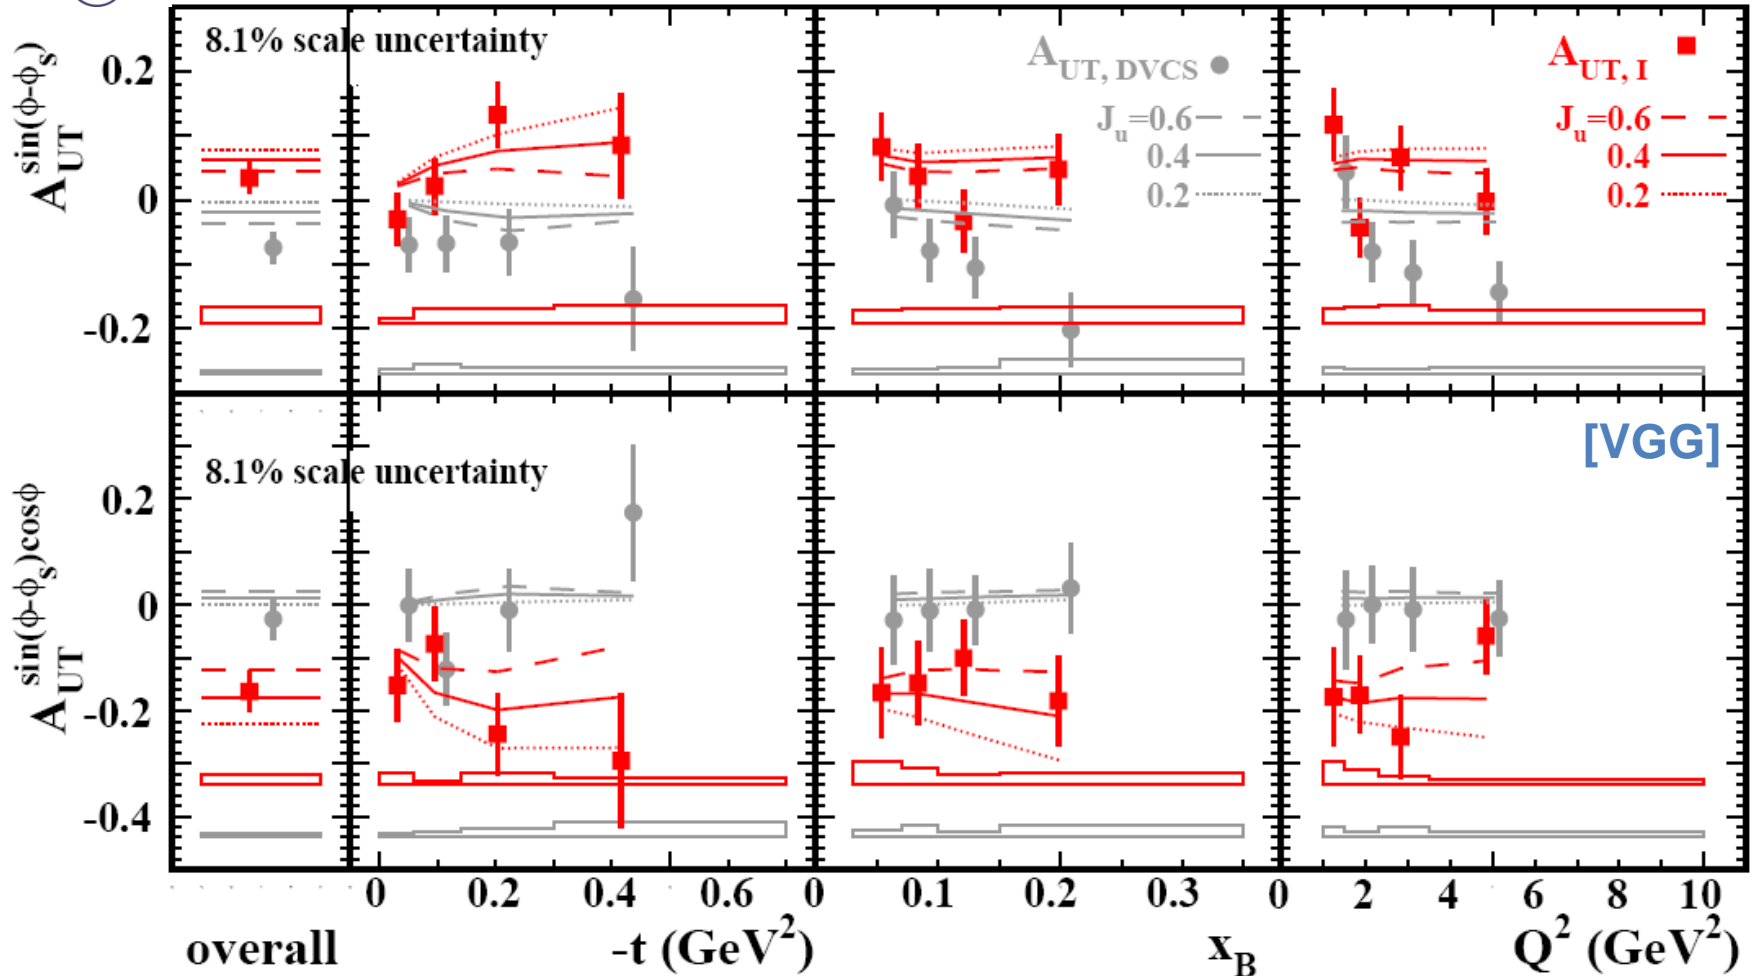 8.1% scale uncertainty
A_UT^sin(ϕ-ϕ_s)
0.2
0
-0.2
A_UT, DVCS
J_u=0.6
0.4
0.2
A_UT, I
J_u=0.6
0.4
0.2
8.1% scale uncertainty
[VGG]
A_UT^sin(ϕ-ϕ_s)cosϕ
0.2
0
-0.2
-0.4
0 0.2 0.4 0.6 0 0.1 0.2 0.3 0 2 4 6 8 10
overall -t (GeV²) x_B Q² (GeV²)